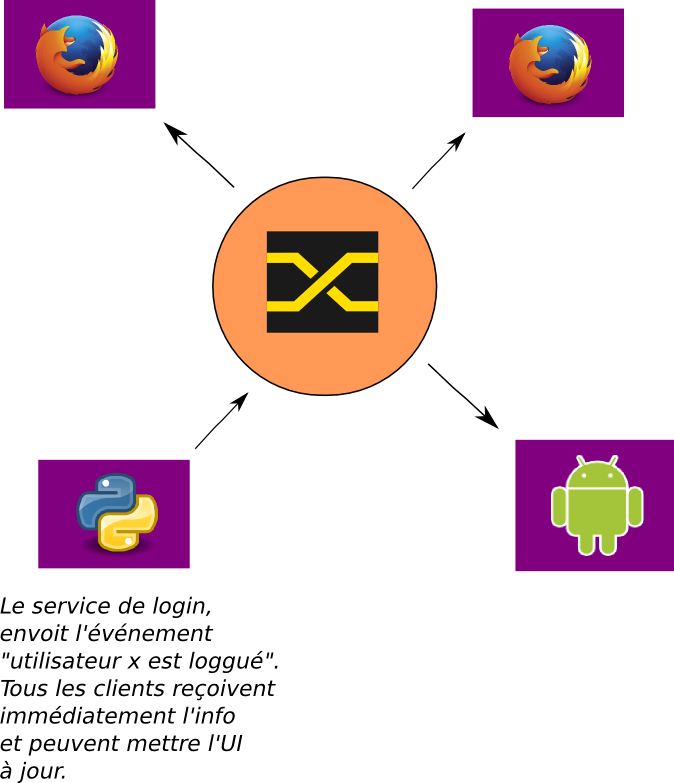 Le service de login,
envoit l'événement
"utilisateur x est loggué".
Tous les clients reçoivent
immédiatement l'info
et peuvent mettre l'UI
à jour.